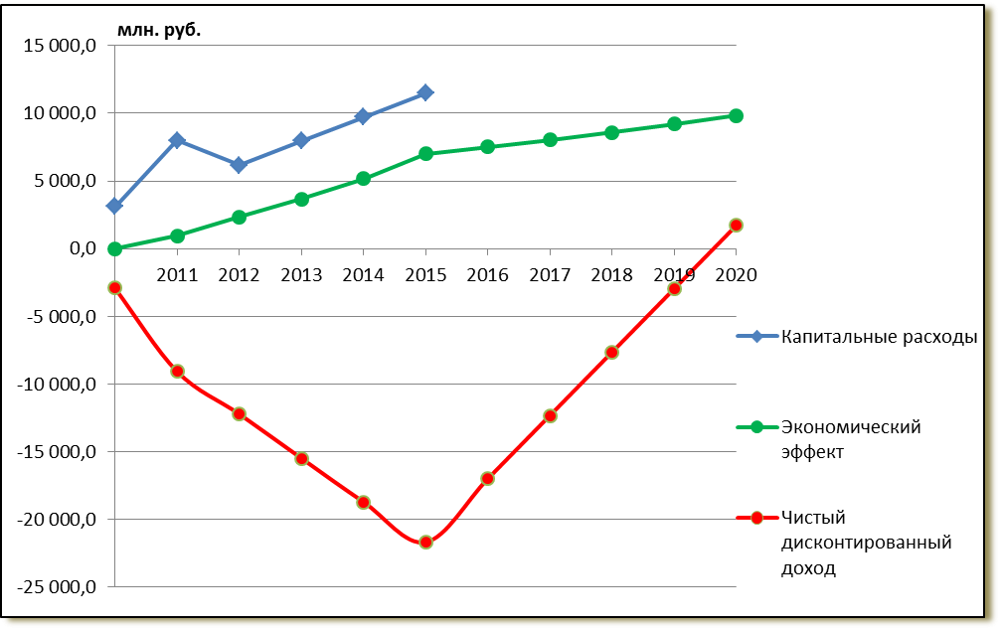 млн. руб.
15 000,0
10 000,0
5 000,0
0,0
2011 2012 2013 2014 2015 2016 2017 2018 2019 2020
-5 000,0
-10 000,0
-15 000,0
-20 000,0
-25 000,0
Капитальные расходы
Экономический
эффект
Чистый
дисконтированный
доход